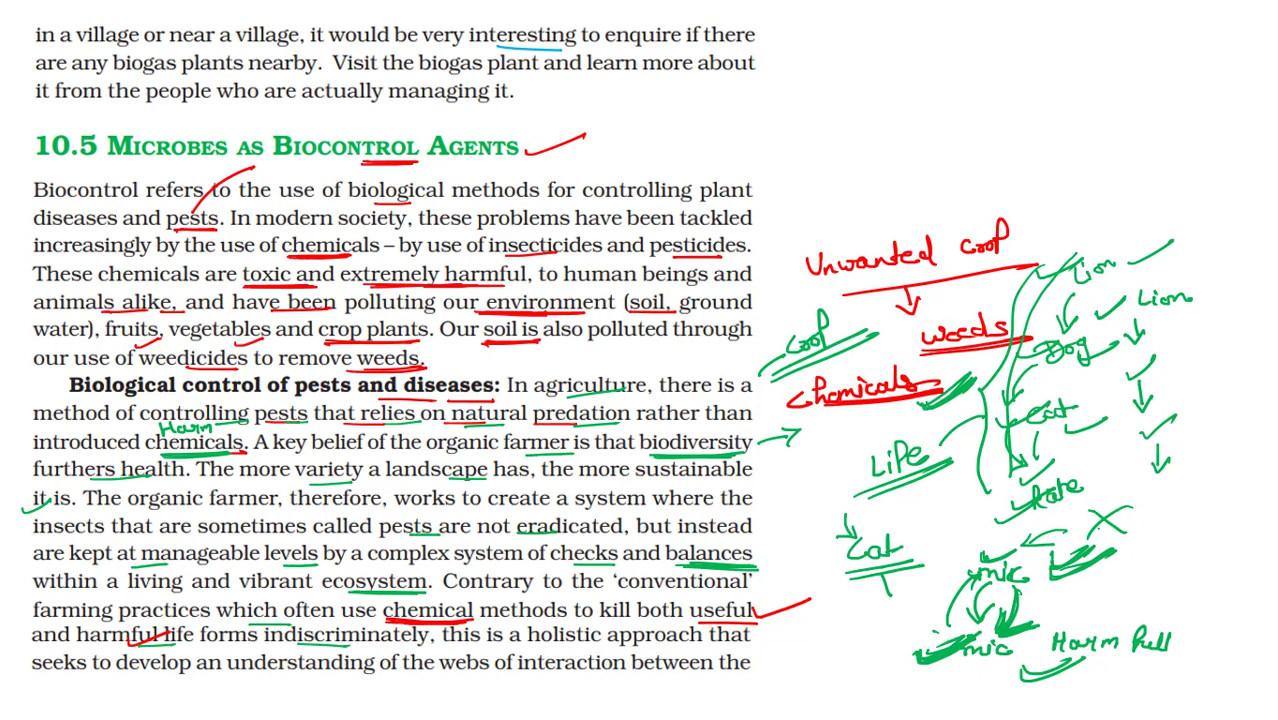 in a village or near a village, it would be very interesting to enquire if there
are any biogas plants nearby.  Visit the biogas plant and learn more about
it from the people who are actually managing it.
10.5 MICROBES AS BIOCONTROL AGENTS
Biocontrol refers to the use of biological methods for controlling plant
diseases and pests. In modern society, these problems have been tackled
increasingly by the use of chemicals – by use of insecticides and pesticides.
These chemicals are toxic and extremely harmful, to human beings and
animals alike, and have been polluting our environment (soil, ground
water), fruits, vegetables and crop plants. Our soil is also polluted through
our use of weedicides to remove weeds.
Biological control of pests and diseases: In agriculture, there is a
method of controlling pests that relies on natural predation rather than
Harm
introduced chemicals. A key belief of the organic farmer is that biodiversity
furthers health. The more variety a landscape has, the more sustainable
it is. The organic farmer, therefore, works to create a system where the
insects that are sometimes called pests are not eradicated, but instead
are kept at manageable levels by a complex system of checks and balances
within a living and vibrant ecosystem. Contrary to the ‘conventional’
farming practices which often use chemical methods to kill both useful
and harmful life forms indiscriminately, this is a holistic approach that
seeks to develop an understanding of the webs of interaction between the
Unwanted crop
weeds
crop
chemicals
Life
Cat
Lion
Lion
Dog
Cat
Rate
mic
mic
Harm